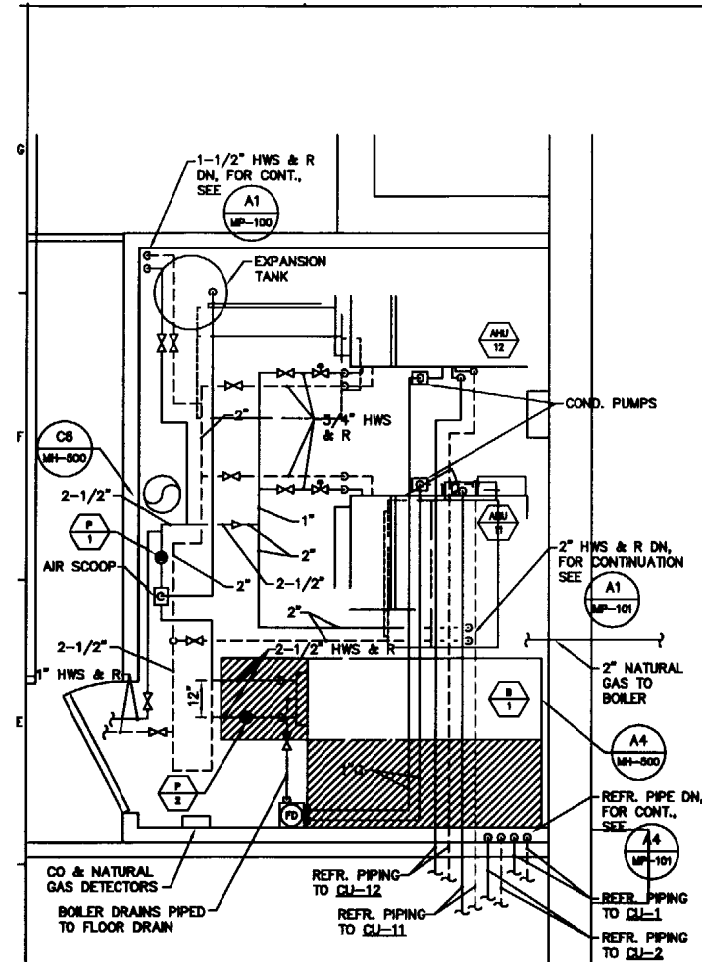 G
1-1/2" HWS & R
DN, FOR CONT.,
SEE
A1
MP-100
EXPANSION
TANK
AHU
12
COND. PUMPS
F
2"
3/4" HWS
& R
C6
MH-500
2-1/2"
1"
AHU
11
P
1
2"
2" HWS & R DN,
FOR CONTINUATION
SEE
A1
MP-101
AIR SCOOP
2"
2-1/2"
2"
2-1/2"
2-1/2" HWS & R
2" NATURAL
GAS TO
BOILER
1" HWS & R
12"
B
1
E
A4
MH-500
P
2
REFR. PIPE DN,
FOR CONT.,
SEE
A4
MP-101
FD
CO & NATURAL
GAS DETECTORS
REFR. PIPING
TO CU-12
REFR. PIPING
TO CU-1
BOILER DRAINS PIPED
TO FLOOR DRAIN
REFR. PIPING
TO CU-11
REFR. PIPING
TO CU-2